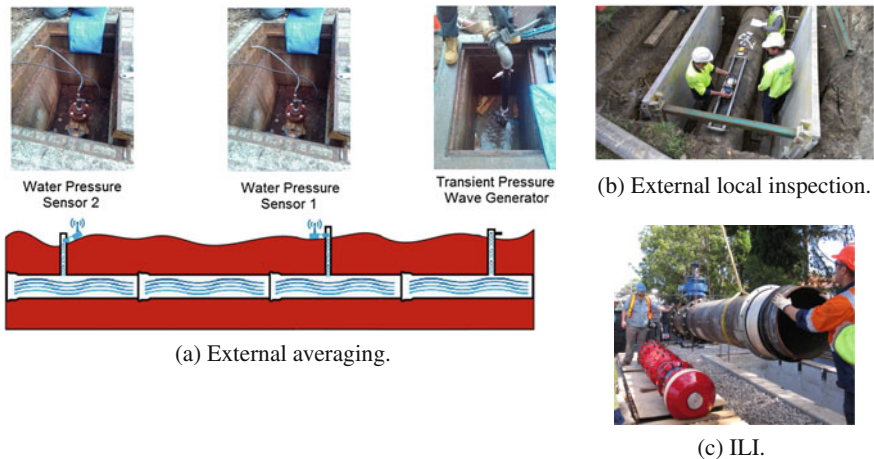 Water Pressure
Sensor 2
Water Pressure
Sensor 1
Transient Pressure
Wave Generator
(a) External averaging.
(b) External local inspection.
(c) ILI.